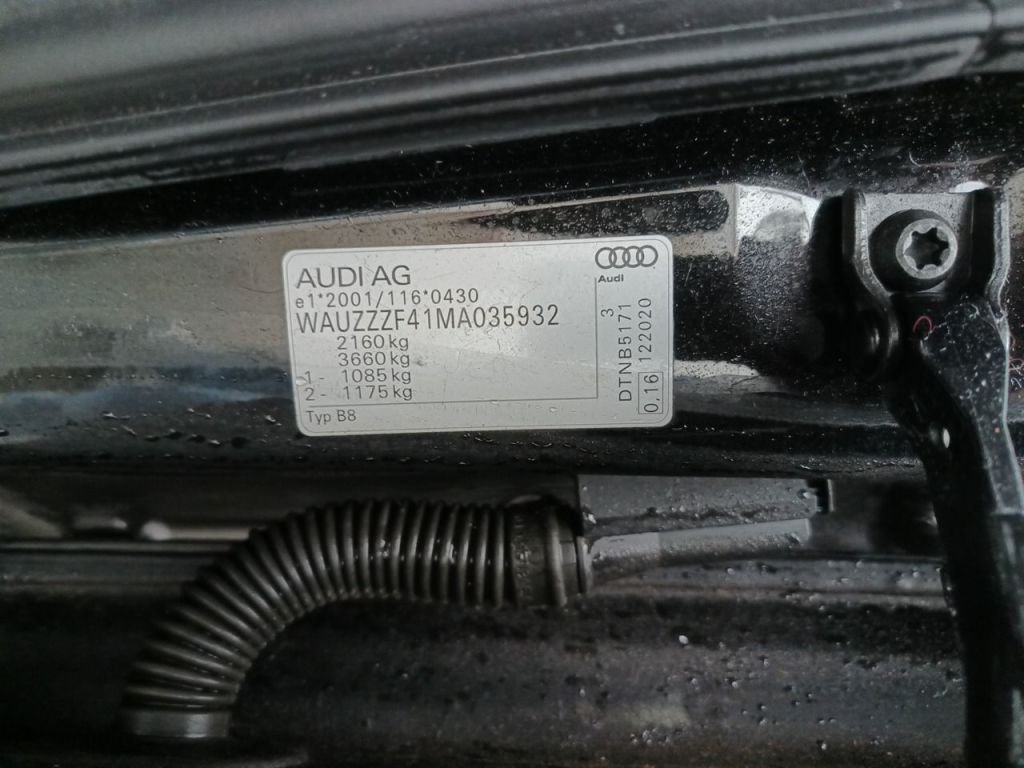 AUDI AG
e1*2001/116*0430
WAUZZZF41MA035932
2160 kg
3660 kg
1 - 1085 kg
2 - 1175 kg
Typ B8
Audi
DTNB5171 3
0,16 122020